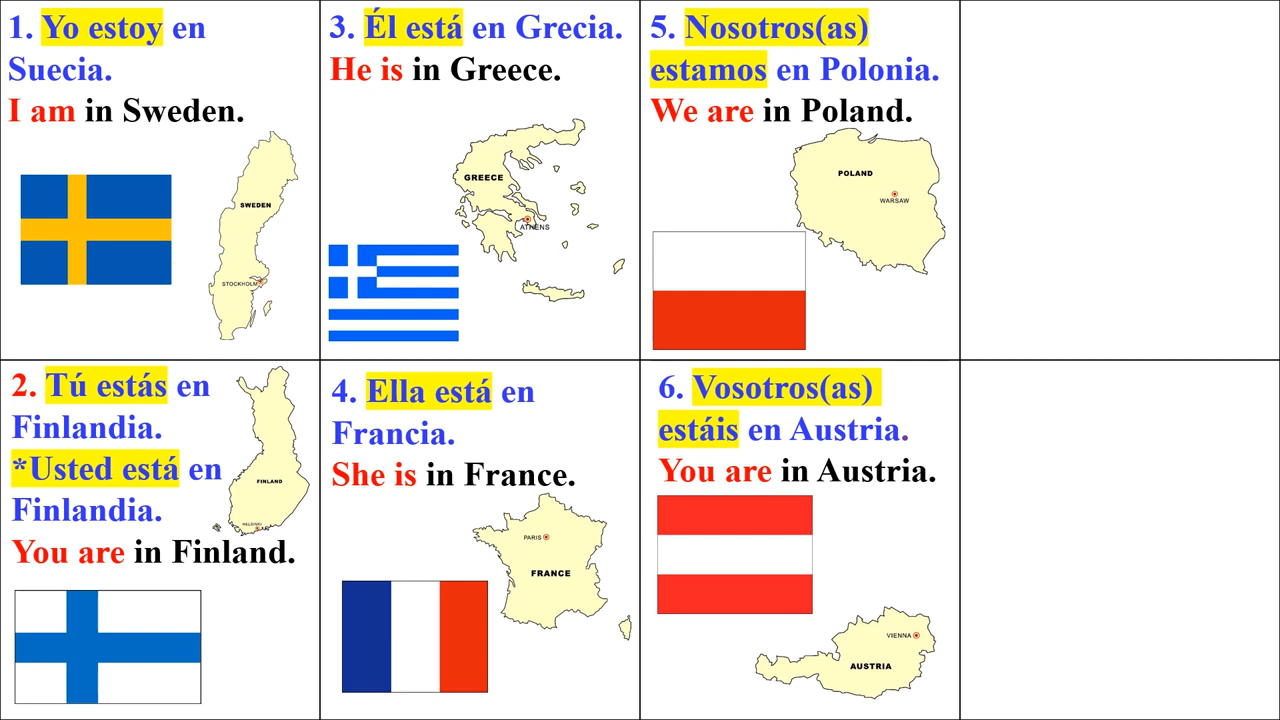 1. Yo estoy en
Suecia.
I am in Sweden.
SWEDEN
STOCKHOLM
2. Tú estás en
Finlandia.
*Usted está en
Finlandia.
You are in Finland.
FINLAND
HELSINKI
3. Él está en Grecia.
He is in Greece.
GREECE
ATHENS
4. Ella está en
Francia.
She is in France.
PARIS
FRANCE
5. Nosotros(as)
estamos en Polonia.
We are in Poland.
POLAND
WARSAW
6. Vosotros(as)
estáis en Austria.
You are in Austria.
VIENNA
AUSTRIA